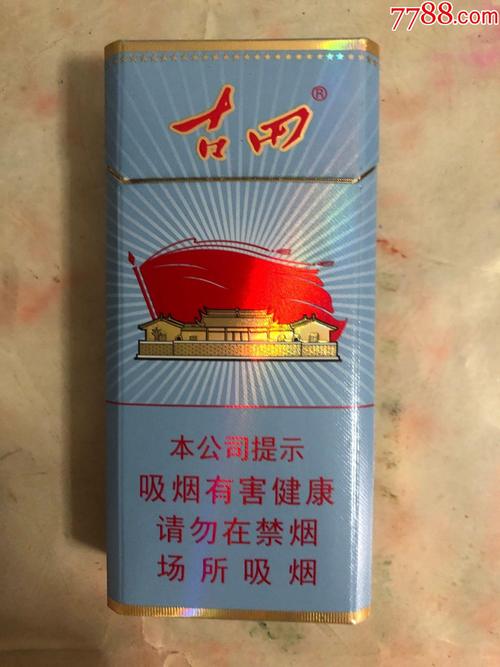 7788.com
古田®
本公司提示
吸烟有害健康
请勿在禁烟
场所吸烟